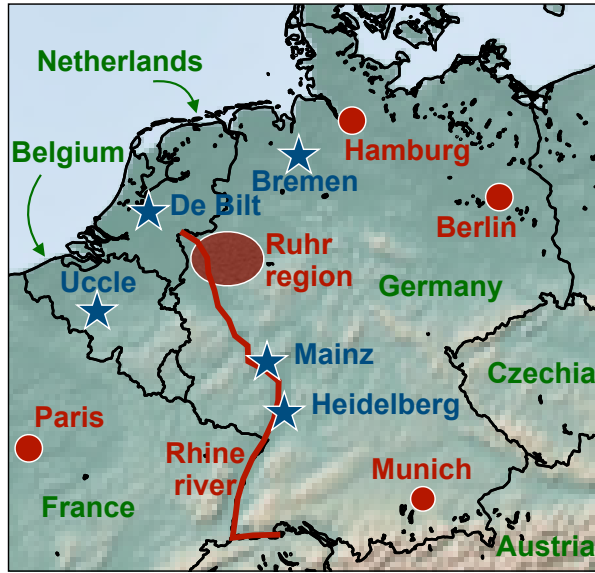 Netherlands
Belgium
Hamburg
Bremen
De Bilt
Berlin
Ruhr
region
Uccle
Germany
Mainz
Czechia
Heidelberg
Paris
Rhine
river
Munich
France
Austria